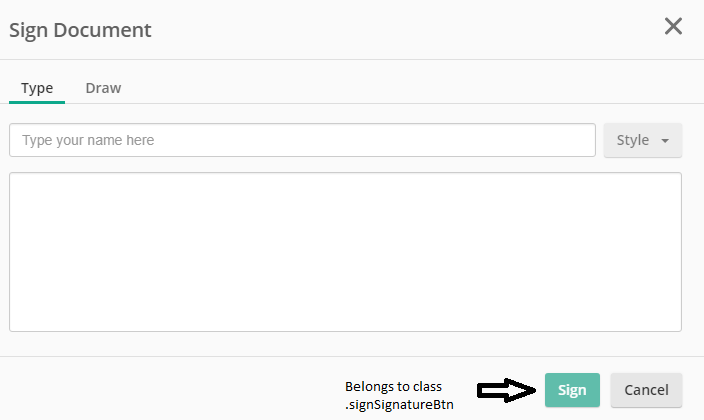 Sign Document
Type Draw
Type your name here Style
Belongs to class
.signSignatureBtn
Sign Cancel